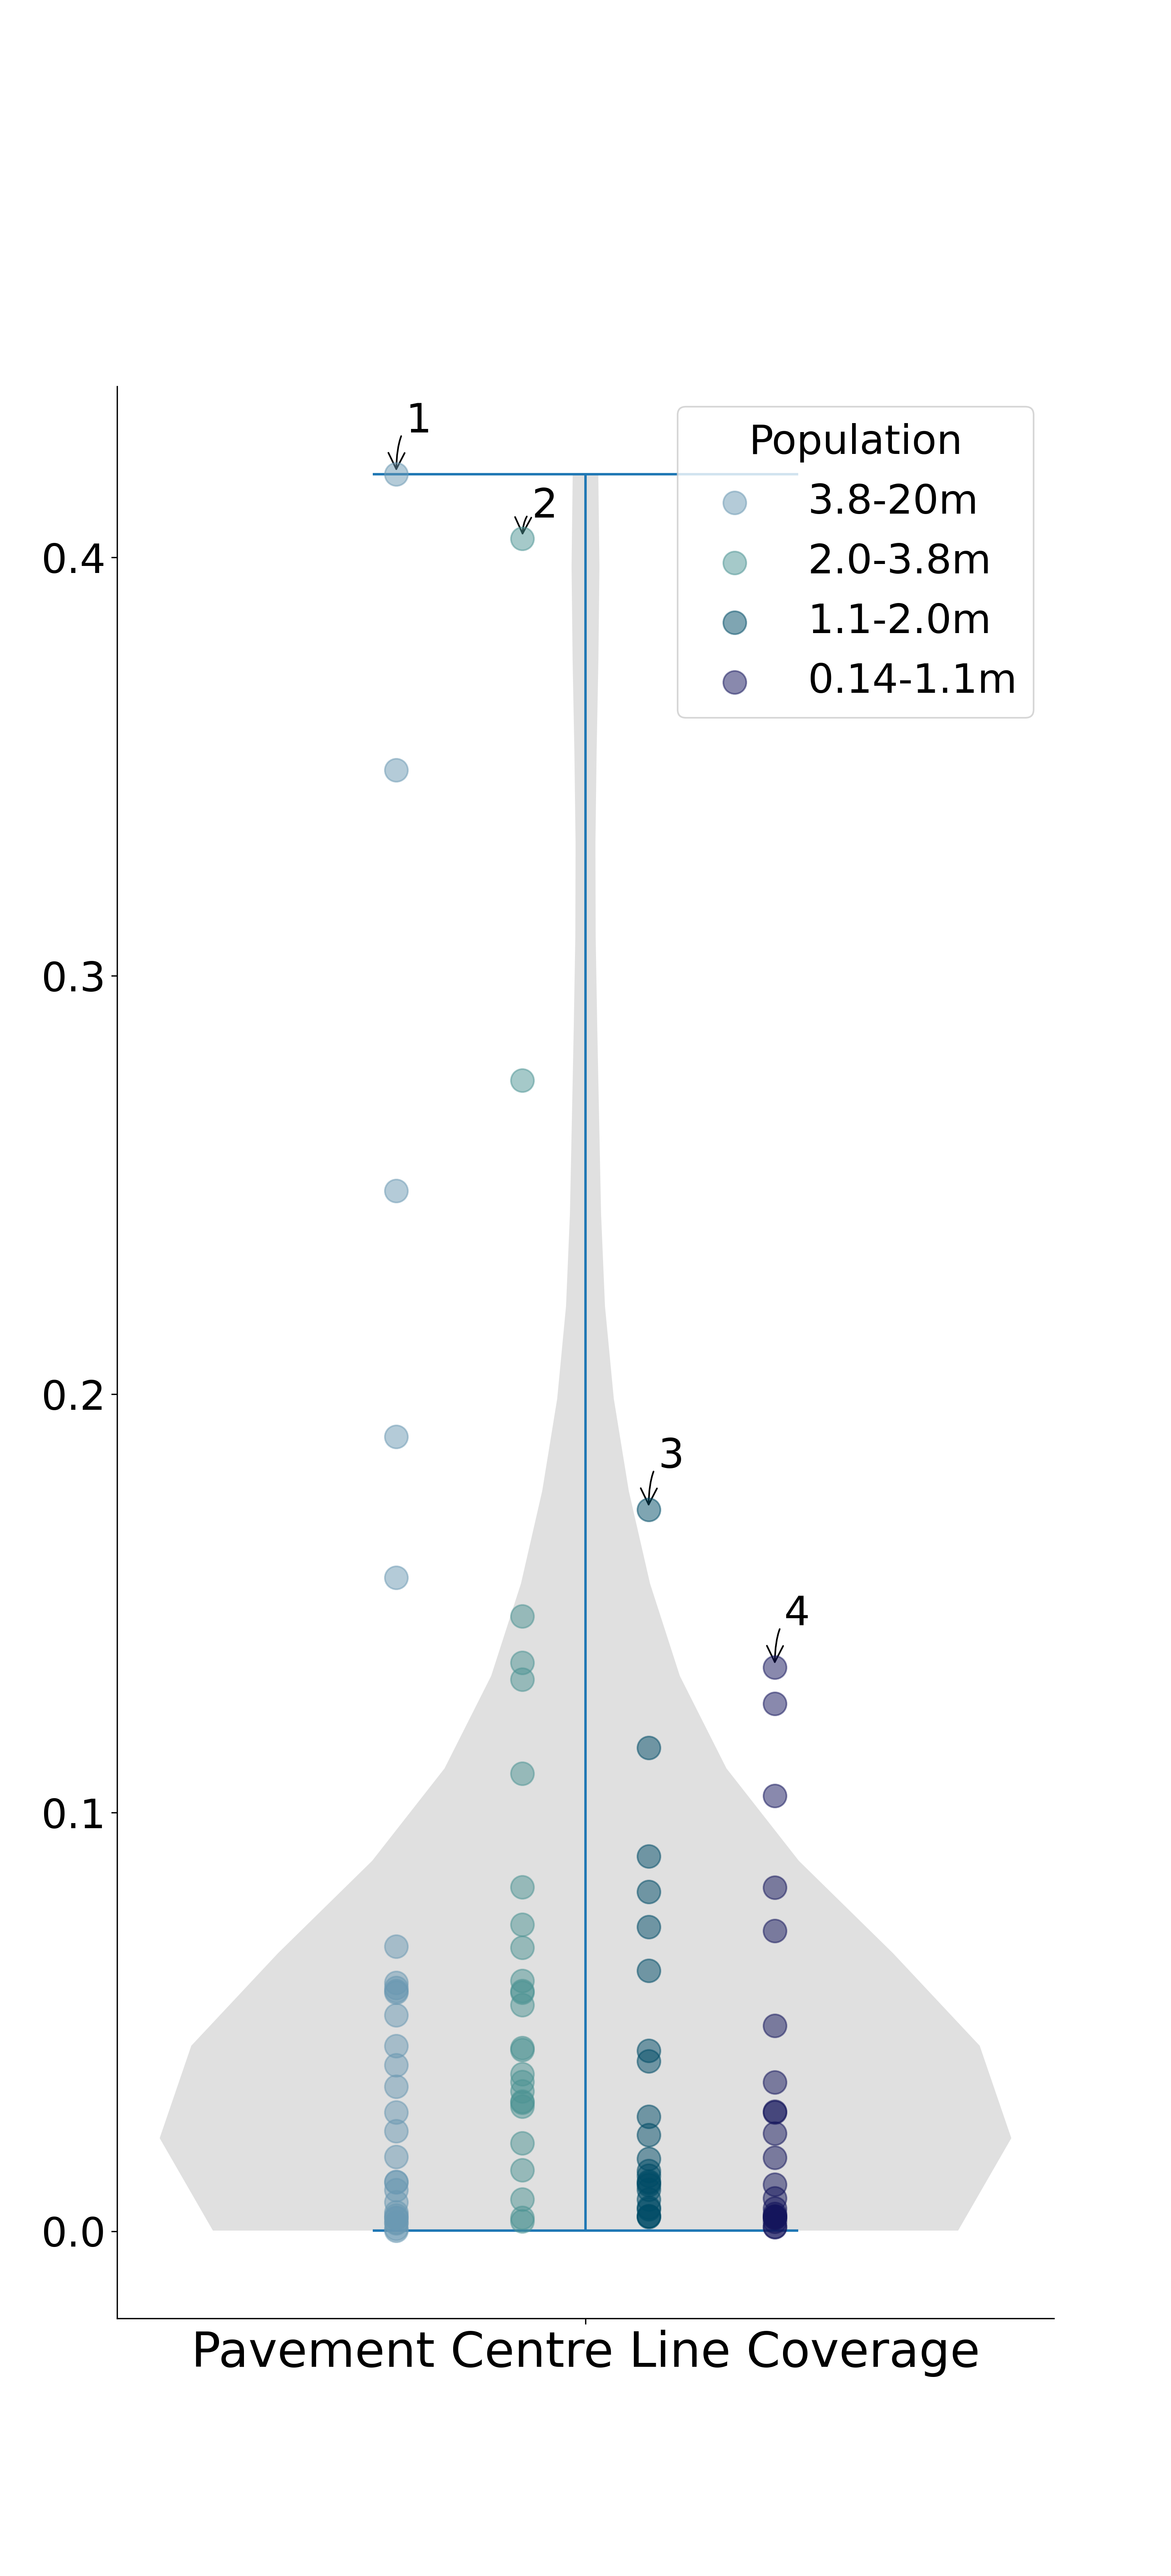 1
2
Population
3.8-20m
2.0-3.8m
1.1-2.0m
0.14-1.1m
0.4
0.3
0.2
3
4
0.1
0.0
Pavement Centre Line Coverage